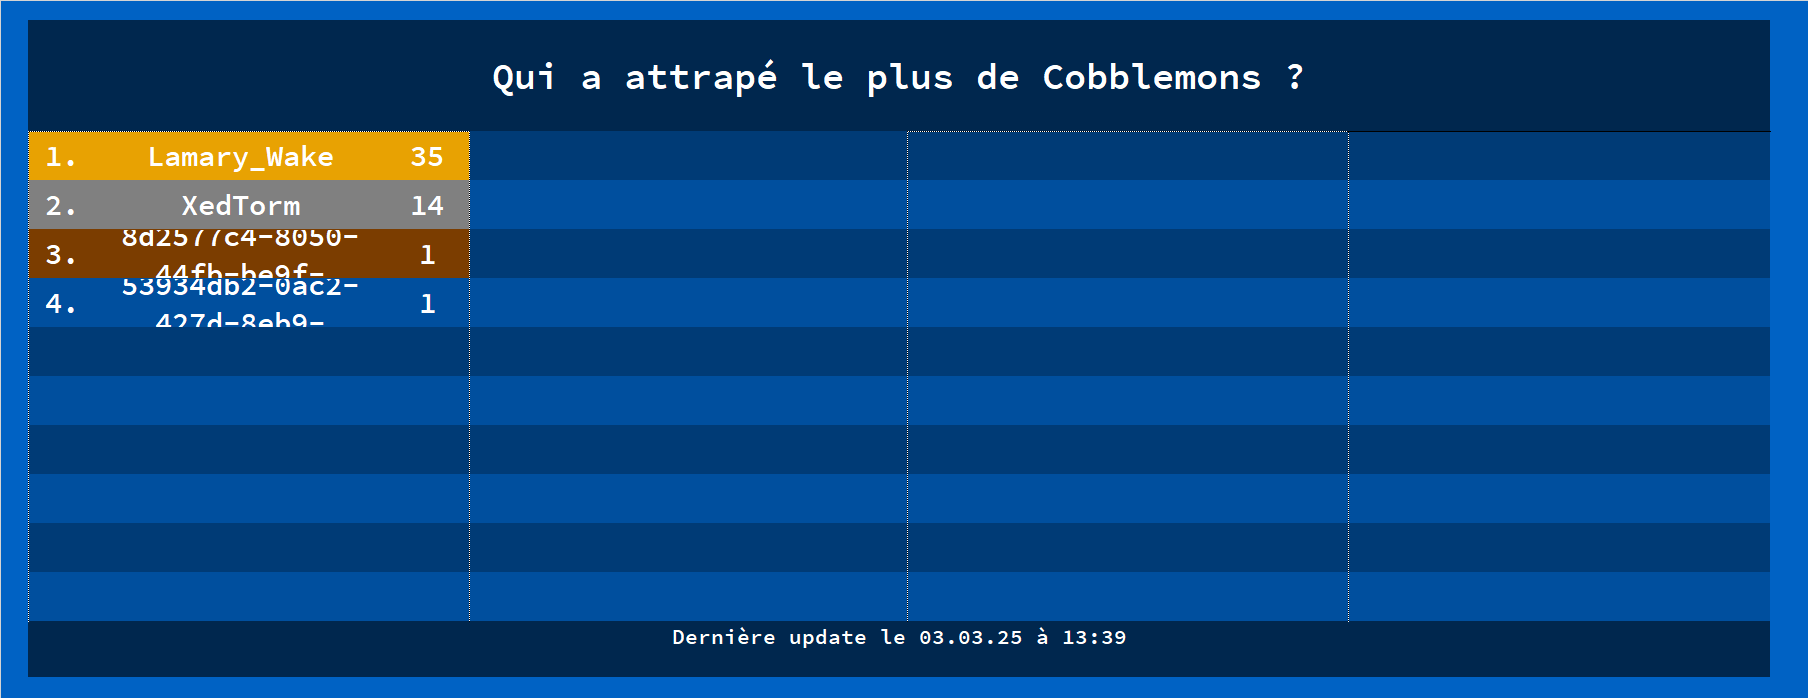 Qui a attrapé le plus de Cobblemons ?
1. Lamary_Wake 35
2. XedTorm 14
3. 8d2577c4-8050- 1
44fb-be9f-
4. 53934db2-0ac2- 1
427d-8eb9-
Dernière update le 03.03.25 à 13:39